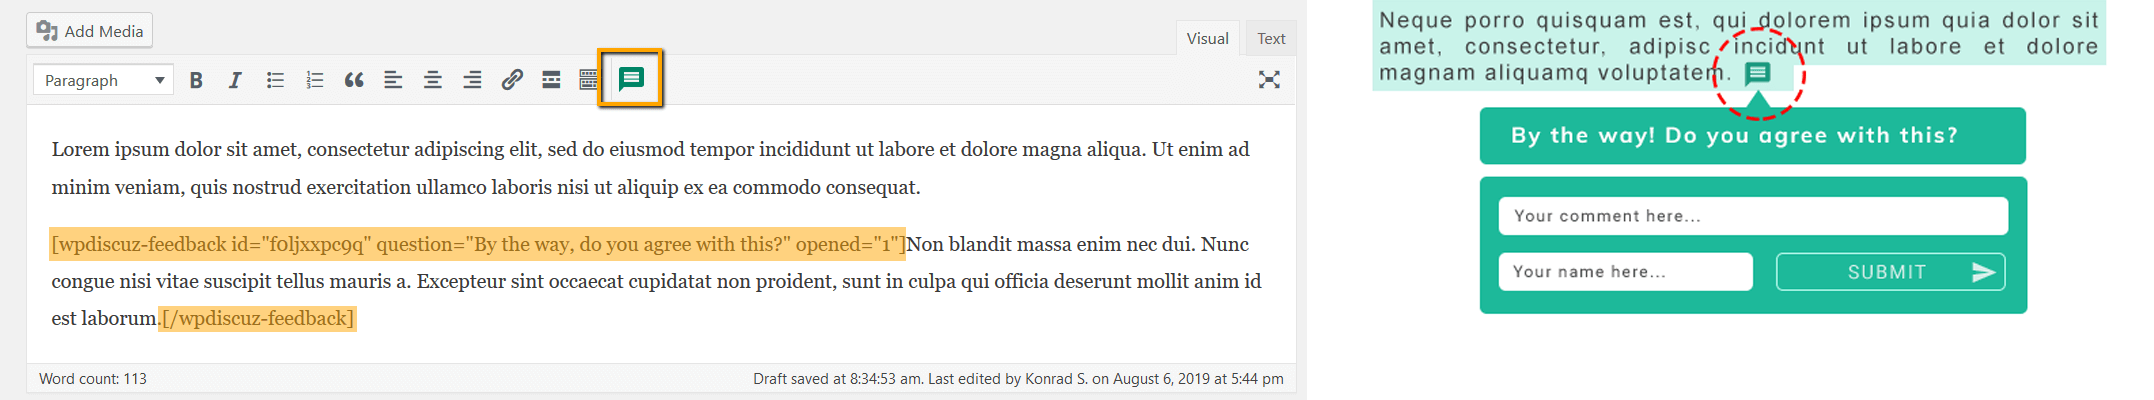 Add Media
Visual
Text
Paragraph
Lorem ipsum dolor sit amet, consectetur adipiscing elit, sed do eiusmod tempor incididunt ut labore et dolore magna aliqua. Ut enim ad
minim veniam, quis nostrud exercitation ullamco laboris nisi ut aliquip ex ea commodo consequat.
[wpdiscuz-feedback id="f0ljxxpc9q" question="By the way, do you agree with this?" opened="1"]Non blandit massa enim nec dui. Nunc
congue nisi vitae suscipit tellus mauris a. Excepteur sint occaecat cupidatat non proident, sunt in culpa qui officia deserunt mollit anim id
est laborum.[/wpdiscuz-feedback]
Word count: 113
Draft saved at 8:34:53 am. Last edited by Konrad S. on August 6, 2019 at 5:44 pm
Neque porro quisquam est, qui dolorem ipsum quia dolor sit
amet, consectetur, adipisc incidunt ut labore et dolore
magnam aliquamq voluptatem.
By the way! Do you agree with this?
Your comment here...
Your name here...
SUBMIT